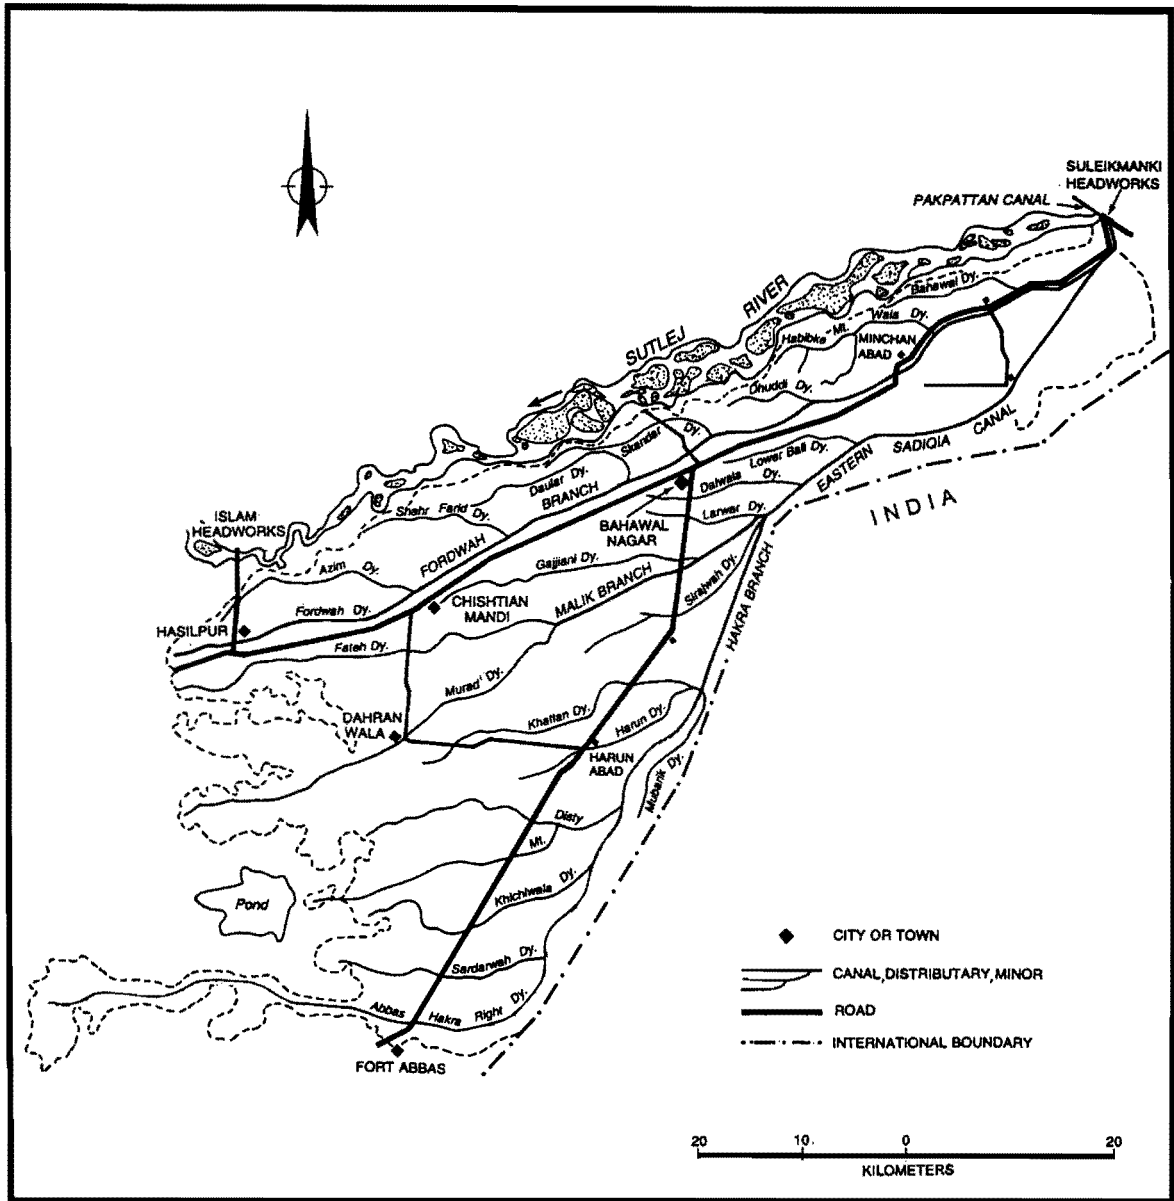 SULEIKMANKI
HEADWORKS
PAKPATTAN CANAL
Bahawal Dy.
RIVER
SUTLEJ
Habibke Mt.
Wala Dy.
MINCHAN
ABAD
Dhuddi Dy.
Skandar Dy.
Lower Bali Dy.
EASTERN SADIQIA CANAL
Daular Dy.
Dalwala Dy.
BRANCH
INDIA
Shahr Farid Dy.
ISLAM
HEADWORKS
BAHAWAL
NAGAR
Larwar Dy.
FORDWAH
Azim Dy.
Gajjiani Dy.
MALIK BRANCH
Sirajwah Dy.
HAKRA BRANCH
Fordwah Dy.
CHISHTIAN
MANDI
HASILPUR
Fateh Dy.
Murad Dy.
DAHRAN
WALA
Khattan Dy.
Harun Dy.
HARUN
ABAD
Mubarik Dy.
Disty
Mt.
Khichiwala Dy.
Pond
Sardarwah Dy.
Abbas Hakra Right Dy.
FORT ABBAS
CITY OR TOWN
CANAL, DISTRIBUTARY, MINOR
ROAD
INTERNATIONAL BOUNDARY
20 10 0 20
KILOMETERS